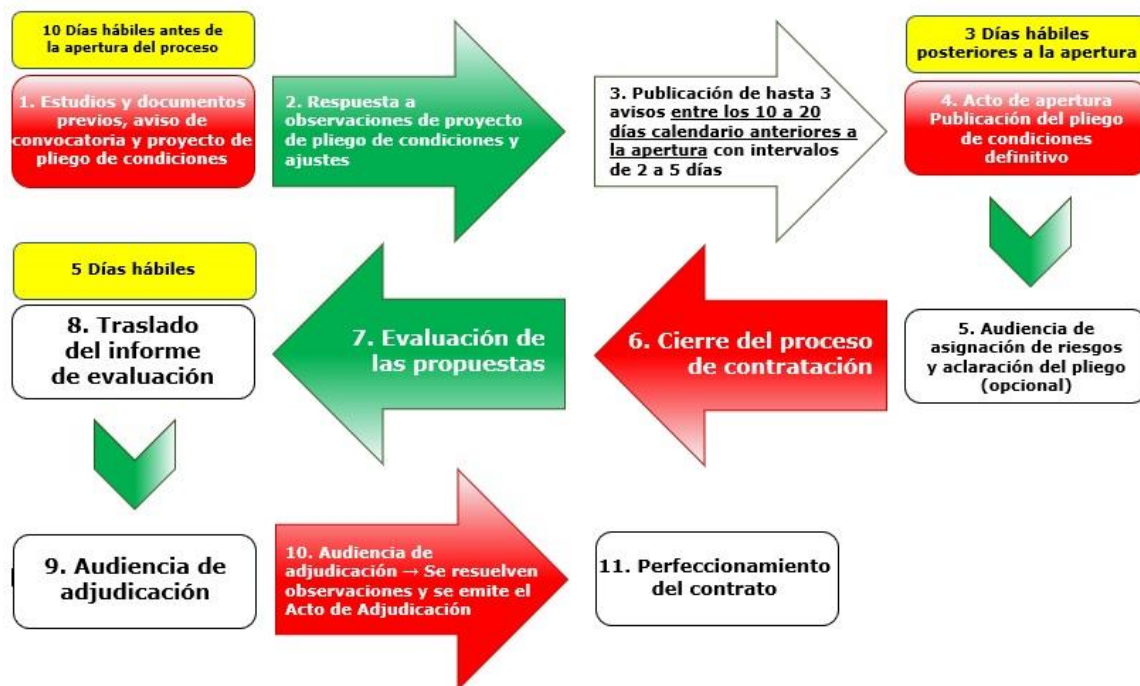 10 Días hábiles antes de
la apertura del proceso
1. Estudios y documentos
previos, aviso de
convocatoria y proyecto de
pliego de condiciones
2. Respuesta a
observaciones de proyecto
de pliego de condiciones y
ajustes
3. Publicación de hasta 3
avisos entre los 10 a 20
días calendario anteriores a
la apertura con intervalos
de 2 a 5 días
3 Días hábiles
posteriores a la apertura
4. Acto de apertura
Publicación del pliego
de condiciones
definitivo
5. Audiencia de
asignación de riesgos
y aclaración del pliego
(opcional)
6. Cierre del proceso
de contratación
7. Evaluación de
las propuestas
5 Días hábiles
8. Traslado
del informe
de evaluación
9. Audiencia de
adjudicación
10. Audiencia de
adjudicación → Se resuelven
observaciones y se emite el
Acto de Adjudicación
11. Perfeccionamiento
del contrato